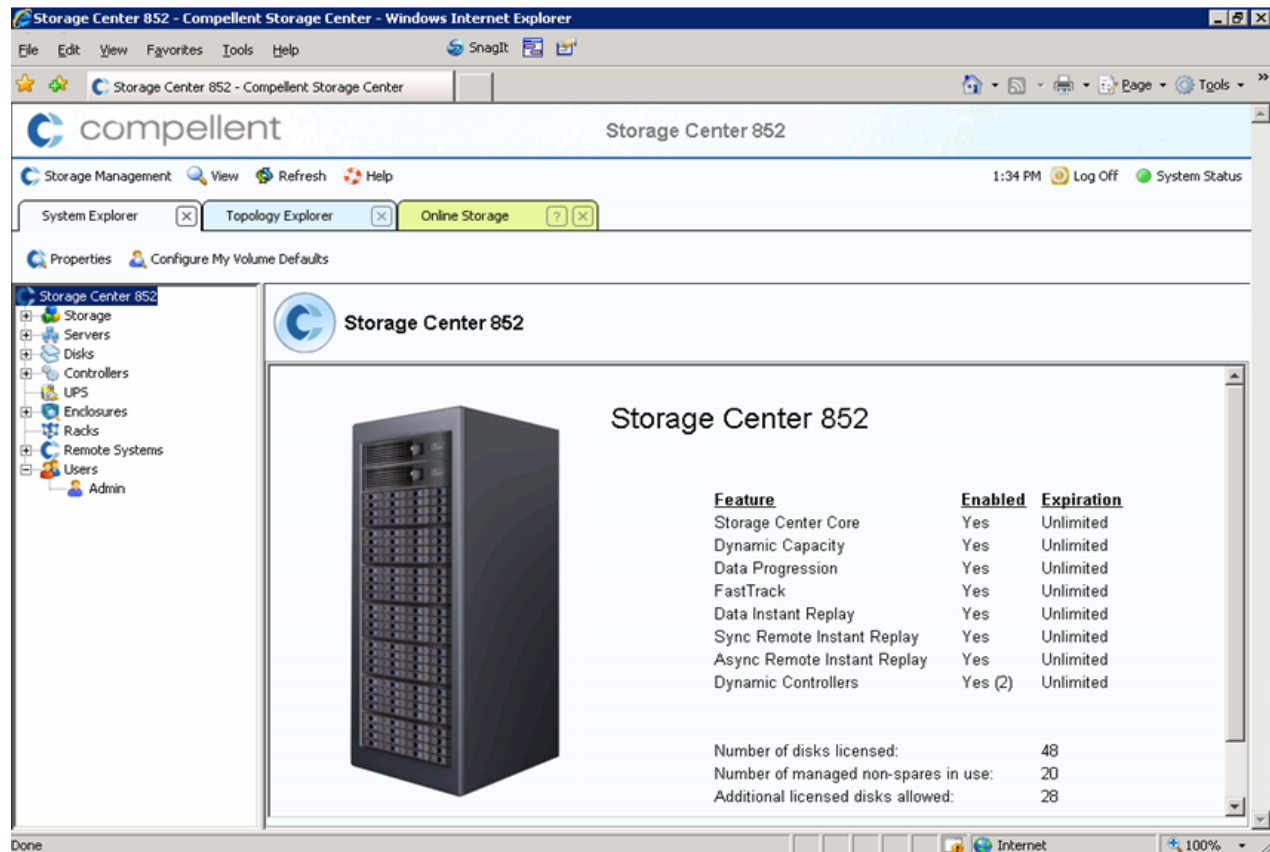 Storage Center 852 - Compellent Storage Center - Windows Internet Explorer
File Edit View Favorites Tools Help SnagIt
Storage Center 852 - Compellent Storage Center Page Tools »
compellent Storage Center 852
Storage Management View Refresh Help 1:34 PM Log Off System Status
System Explorer Topology Explorer Online Storage ?
Properties Configure My Volume Defaults
Storage Center 852
Storage
Servers
Disks
Controllers
UPS
Enclosures
Racks
Remote Systems
Users
Admin
Storage Center 852
Storage Center 852
Feature Enabled Expiration
Storage Center Core Yes Unlimited
Dynamic Capacity Yes Unlimited
Data Progression Yes Unlimited
FastTrack Yes Unlimited
Data Instant Replay Yes Unlimited
Sync Remote Instant Replay Yes Unlimited
Async Remote Instant Replay Yes Unlimited
Dynamic Controllers Yes (2) Unlimited
Number of disks licensed: 48
Number of managed non-spares in use: 20
Additional licensed disks allowed: 28
Done Internet 100%